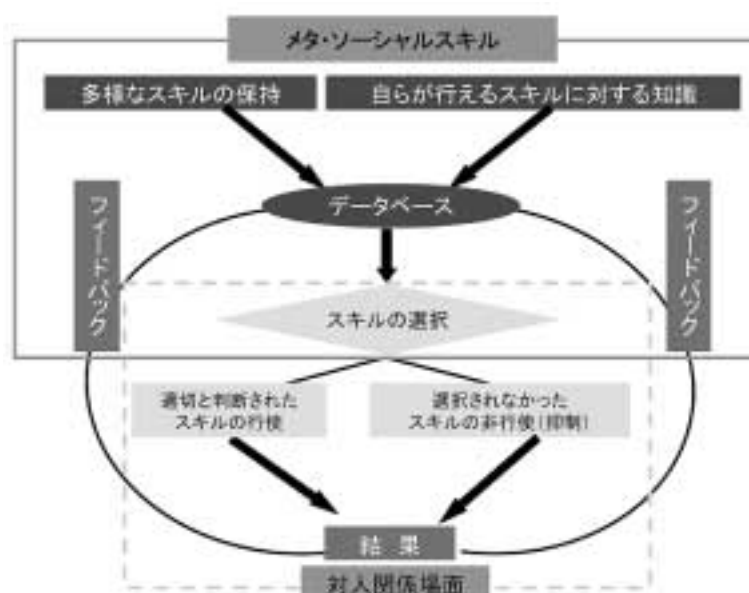 メタ・ソーシャルスキル
多様なスキルの保持
自らが行えるスキルに対する知識
データベース
フィードバック
フィードバック
スキルの選択
適切と判断された
スキルの行使
選択されなかった
スキルの非行使(抑制)
結 果
対人関係場面